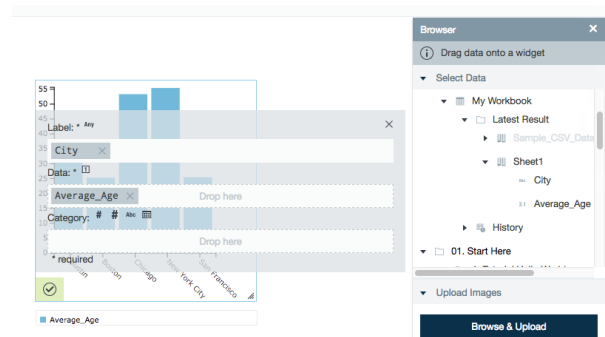 Browser ×
Drag data onto a widget
Select Data
My Workbook
Latest Result
Sample_CSV_Data
Sheet1
City
Average_Age
History
01. Start Here
Upload Images
Browse & Upload
55
50
45
40
35
30
25
20
15
10
5
0
Label: * Any ×
City ×
Data: * 1
Average_Age × Drop here
Category: # # Abc
Drop here
* required
Boston
Chicago
New York City
San Francisco
Average_Age